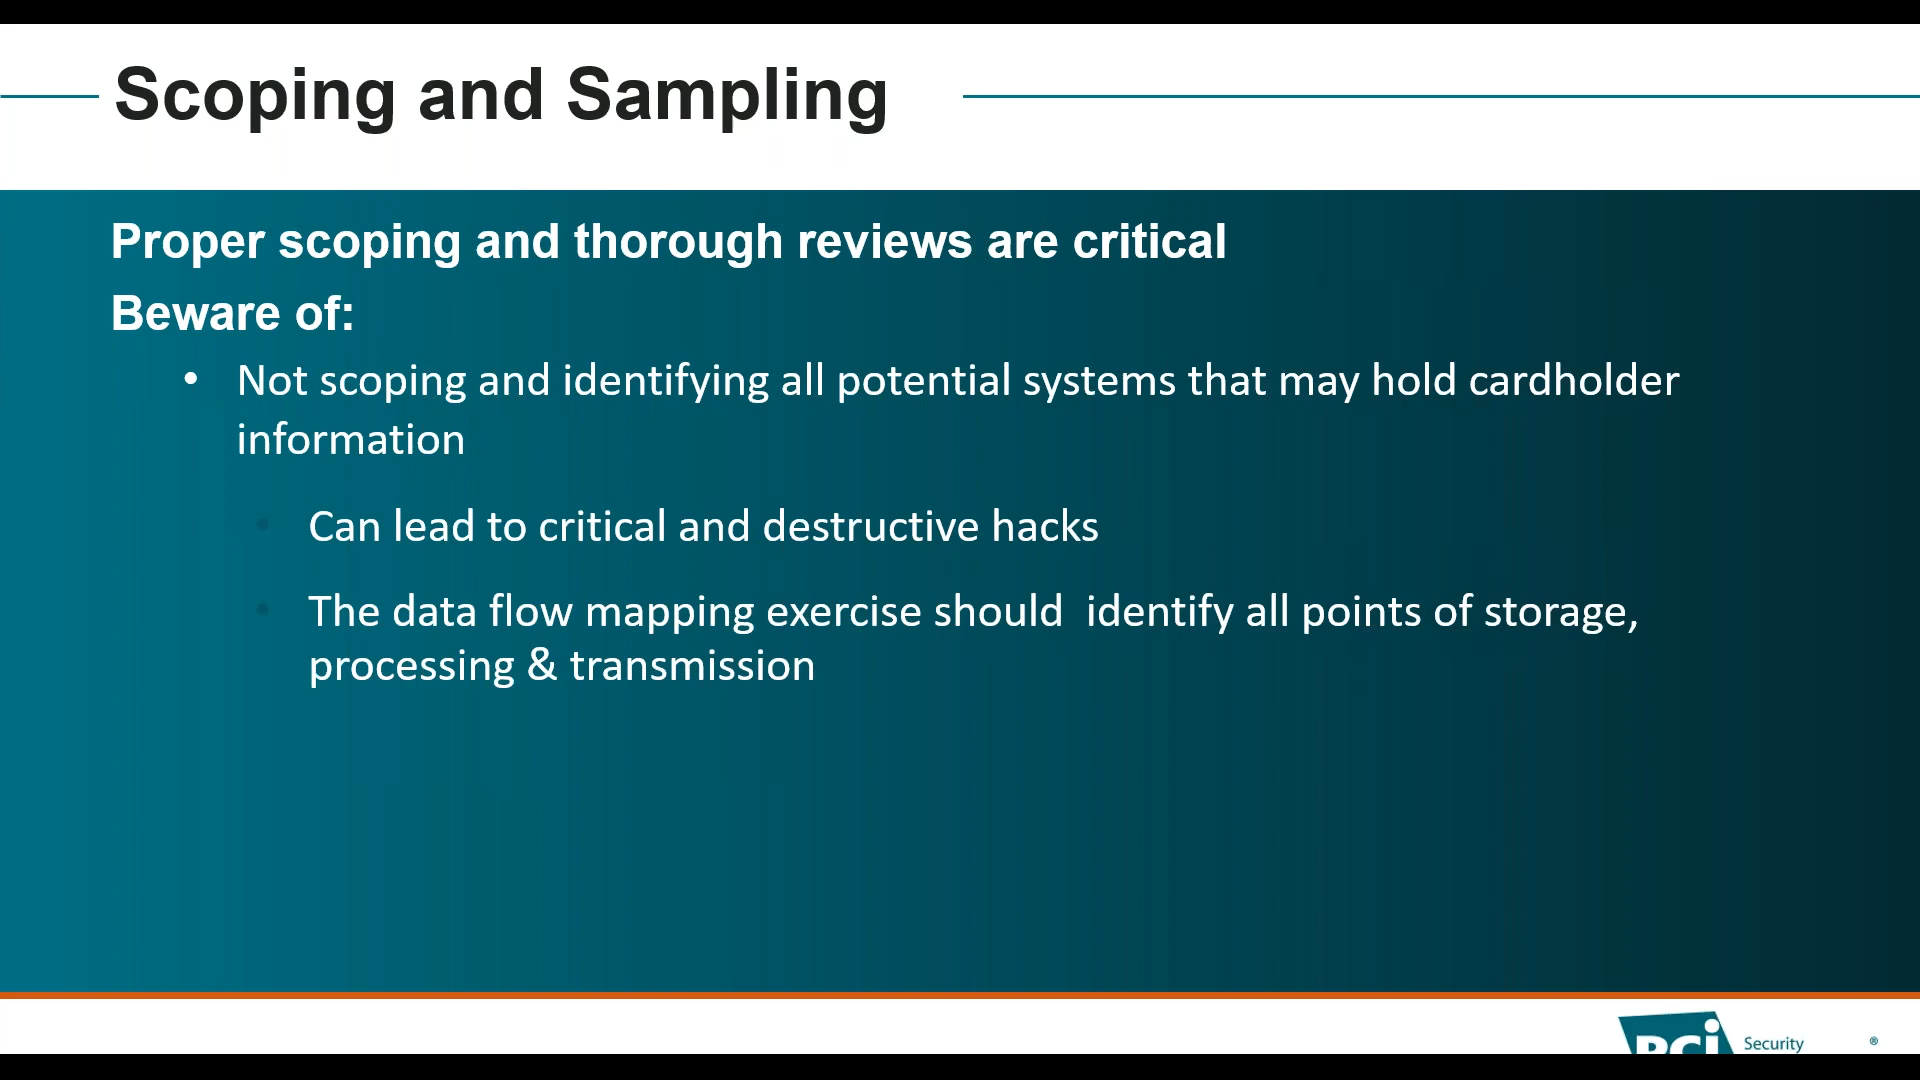 Scoping and Sampling
Proper scoping and thorough reviews are critical
Beware of:
• Not scoping and identifying all potential systems that may hold cardholder
information
• Can lead to critical and destructive hacks
• The data flow mapping exercise should  identify all points of storage,
processing & transmission
PCi Security ®